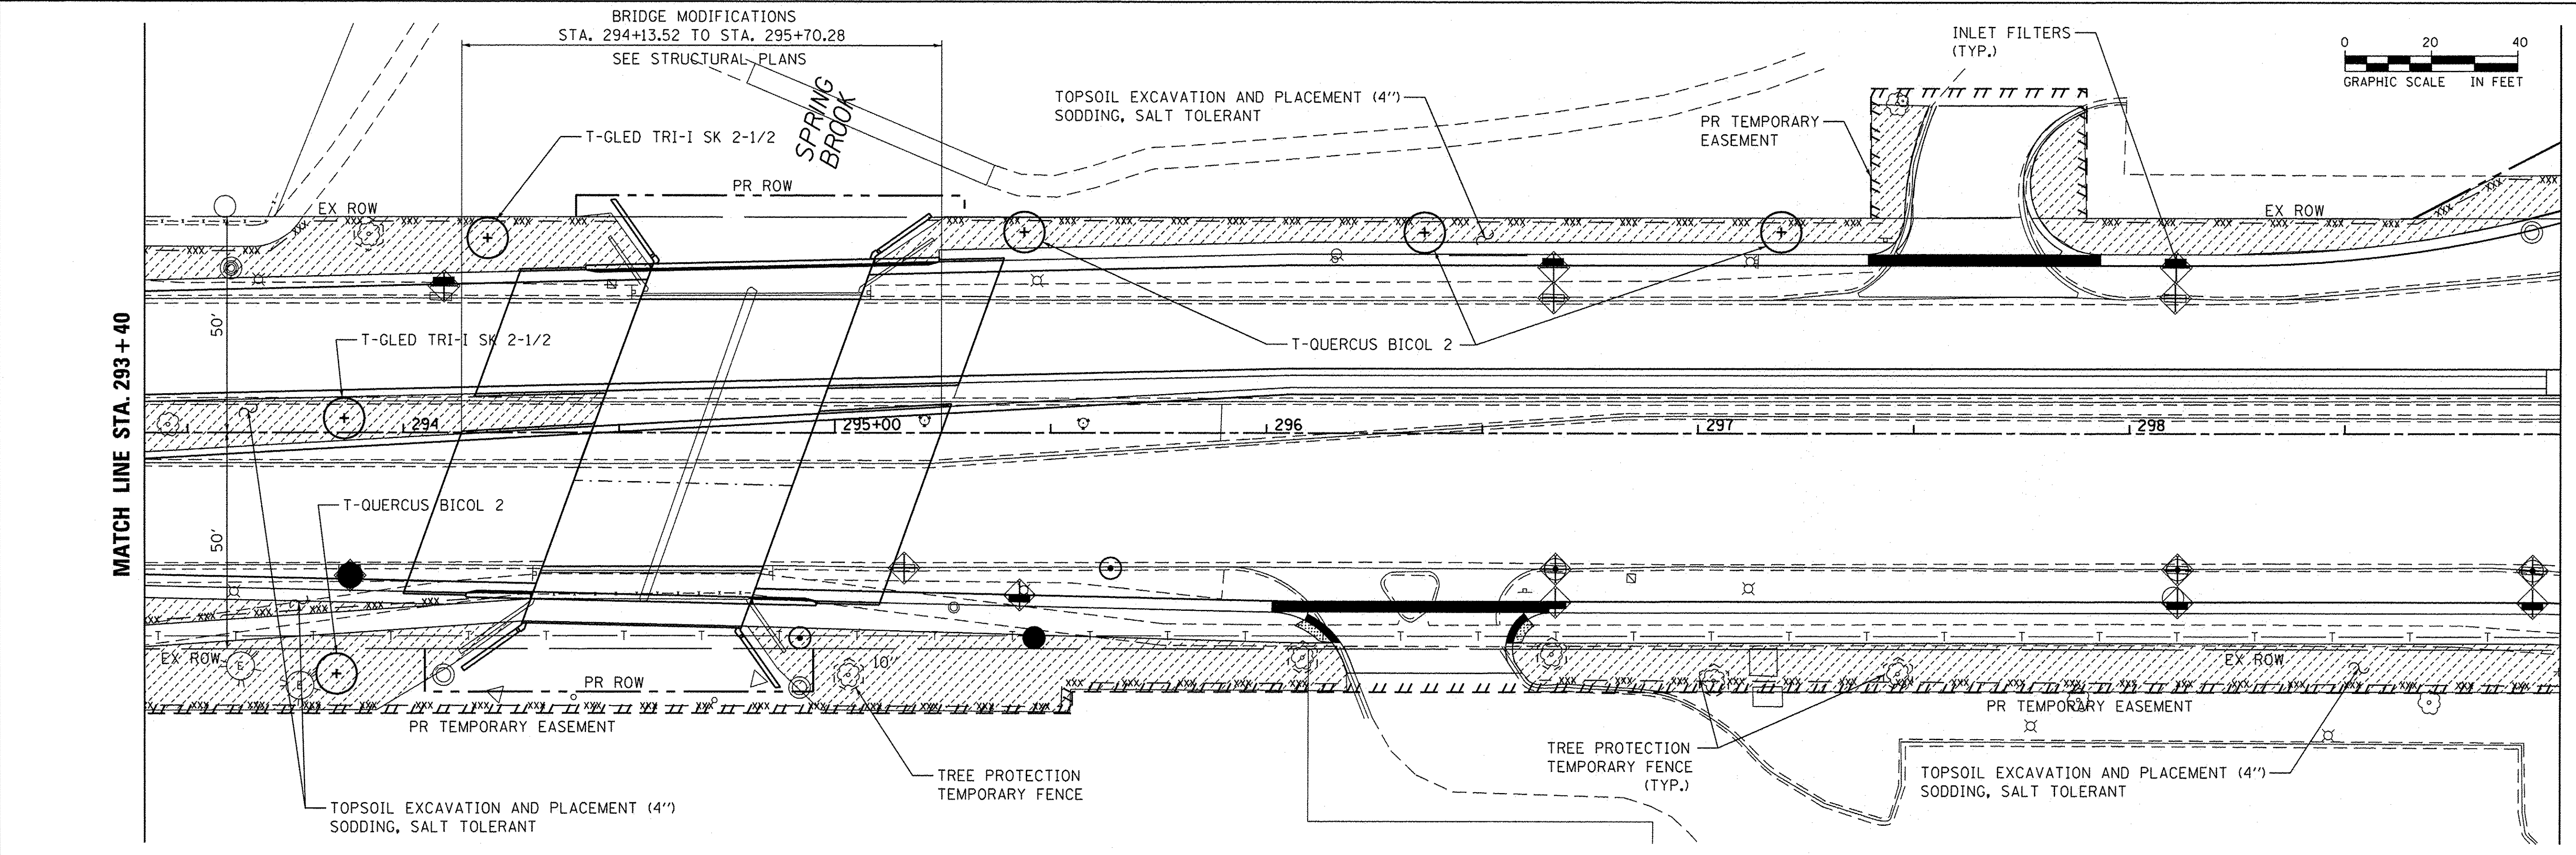 BRIDGE MODIFICATIONS
STA. 294+13.52 TO STA. 295+70.28
SEE STRUCTURAL PLANS
SPRING
BROOK
T-GLED TRI-I SK 2-1/2
TOPSOIL EXCAVATION AND PLACEMENT (4")
SODDING, SALT TOLERANT
INLET FILTERS
(TYP.)
PR TEMPORARY
EASEMENT
0 20 40
GRAPHIC SCALE IN FEET
PR ROW
EX ROW
EX ROW
50'
T-GLED TRI-I SK 2-1/2
T-QUERCUS BICOL 2
MATCH LINE STA. 293+40
294
295+00
296
297
298
T-QUERCUS BICOL 2
50'
EX ROW
E
E
10"
PR ROW
EX ROW
PR TEMPORARY EASEMENT
PR TEMPORARY EASEMENT
TREE PROTECTION
TEMPORARY FENCE
TREE PROTECTION
TEMPORARY FENCE
(TYP.)
TOPSOIL EXCAVATION AND PLACEMENT (4")
SODDING, SALT TOLERANT
TOPSOIL EXCAVATION AND PLACEMENT (4")
SODDING, SALT TOLERANT